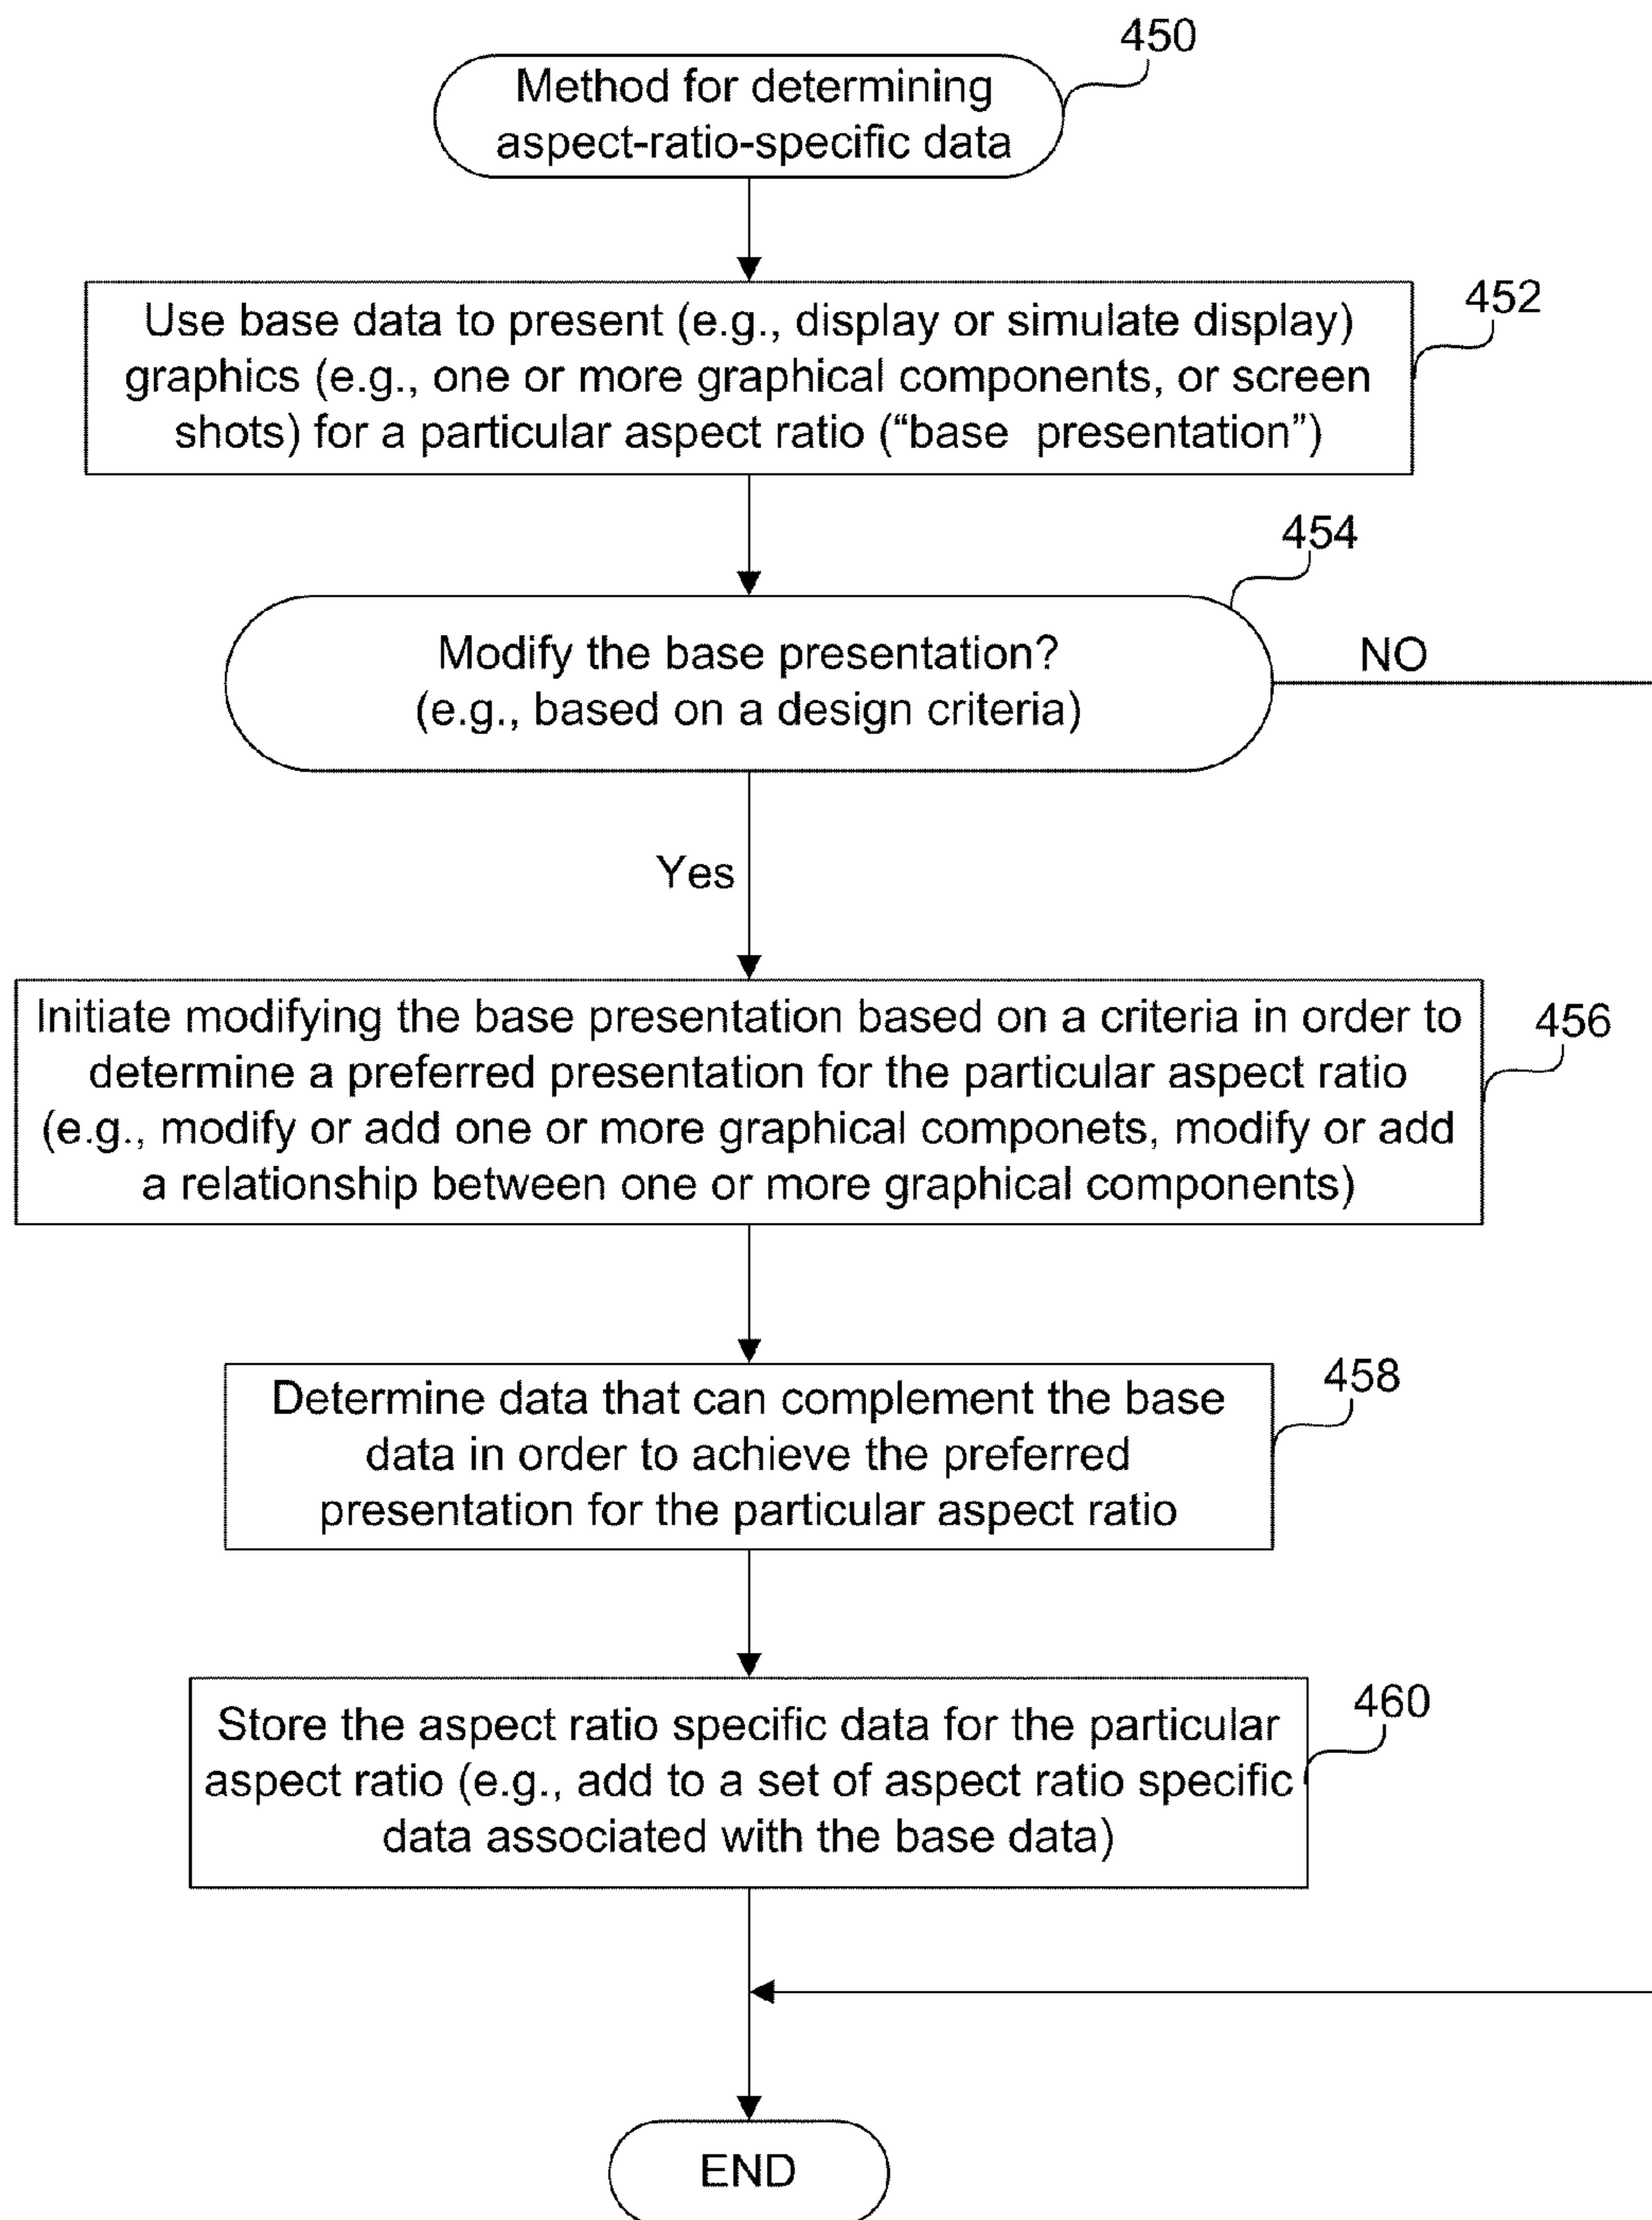 450
Method for determining
aspect-ratio-specific data
452
Use base data to present (e.g., display or simulate display)
graphics (e.g., one or more graphical components, or screen
shots) for a particular aspect ratio (“base presentation”)
454
Modify the base presentation?
(e.g., based on a design criteria)
NO
Yes
Initiate modifying the base presentation based on a criteria in order to
determine a preferred presentation for the particular aspect ratio
(e.g., modify or add one or more graphical componets, modify or add
a relationship between one or more graphical components)
456
458
Determine data that can complement the base
data in order to achieve the preferred
presentation for the particular aspect ratio
460
Store the aspect ratio specific data for the particular
aspect ratio (e.g., add to a set of aspect ratio specific
data associated with the base data)
END